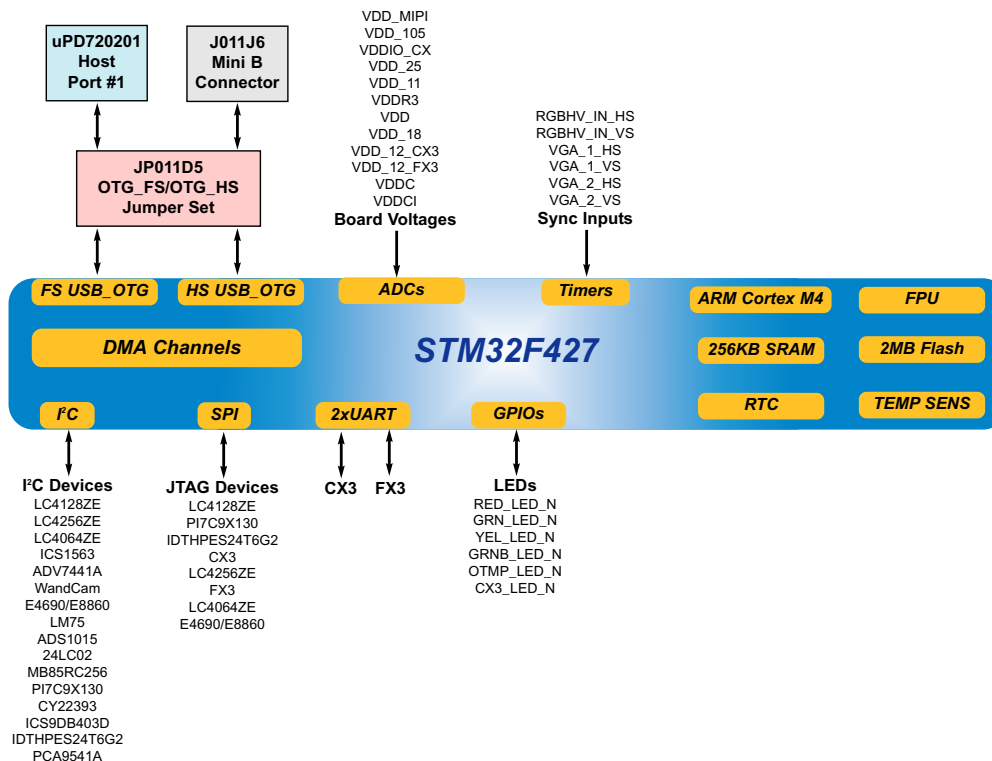 uPD720201
Host
Port #1
J011J6
Mini B
Connector
JP011D5
OTG_FS/OTG_HS
Jumper Set
VDD_MIPI
VDD_105
VDDIO_CX
VDD_25
VDD_11
VDDR3
VDD
VDD_18
VDD_12_CX3
VDD_12_FX3
VDDC
VDDCI
Board Voltages
RGBHV_IN_HS
RGBHV_IN_VS
VGA_1_HS
VGA_1_VS
VGA_2_HS
VGA_2_VS
Sync Inputs
FS USB_OTG
HS USB_OTG
ADCs
Timers
ARM Cortex M4
FPU
DMA Channels
STM32F427
256KB SRAM
2MB Flash
I²C
SPI
2xUART
GPIOs
RTC
TEMP SENS
I²C Devices
LC4128ZE
LC4256ZE
LC4064ZE
ICS1563
ADV7441A
WandCam
E4690/E8860
LM75
ADS1015
24LC02
MB85RC256
PI7C9X130
CY22393
ICS9DB403D
IDTHPES24T6G2
PCA9541A
JTAG Devices
LC4128ZE
PI7C9X130
IDTHPES24T6G2
CX3
LC4256ZE
FX3
LC4064ZE
E4690/E8860
CX3
FX3
LEDs
RED_LED_N
GRN_LED_N
YEL_LED_N
GRNB_LED_N
OTMP_LED_N
CX3_LED_N